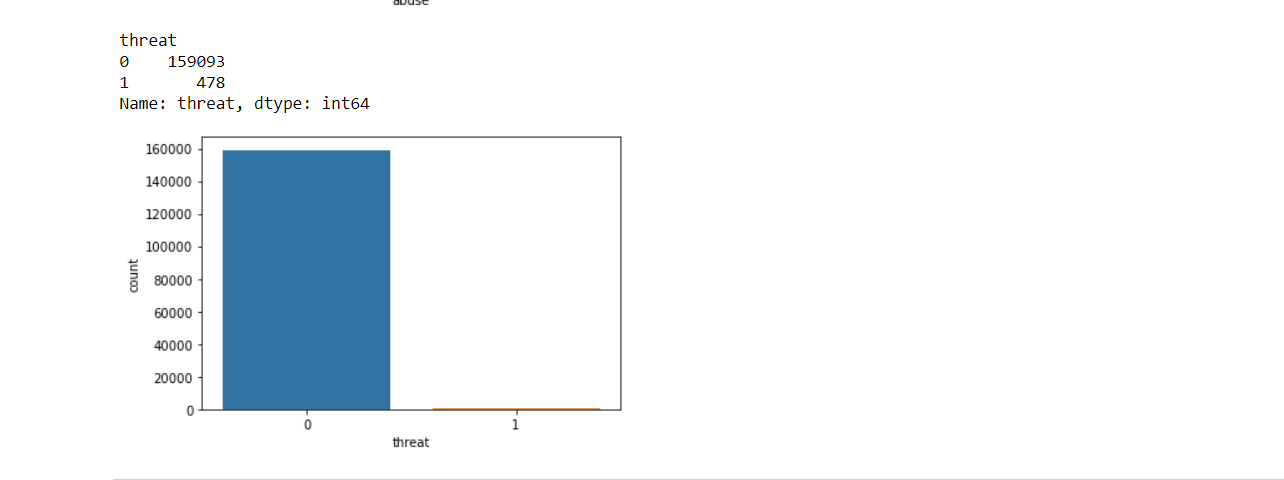 abuse
threat
0    159093
1       478
Name: threat, dtype: int64
160000
140000
120000
100000
80000
60000
40000
20000
0
count
0
1
threat